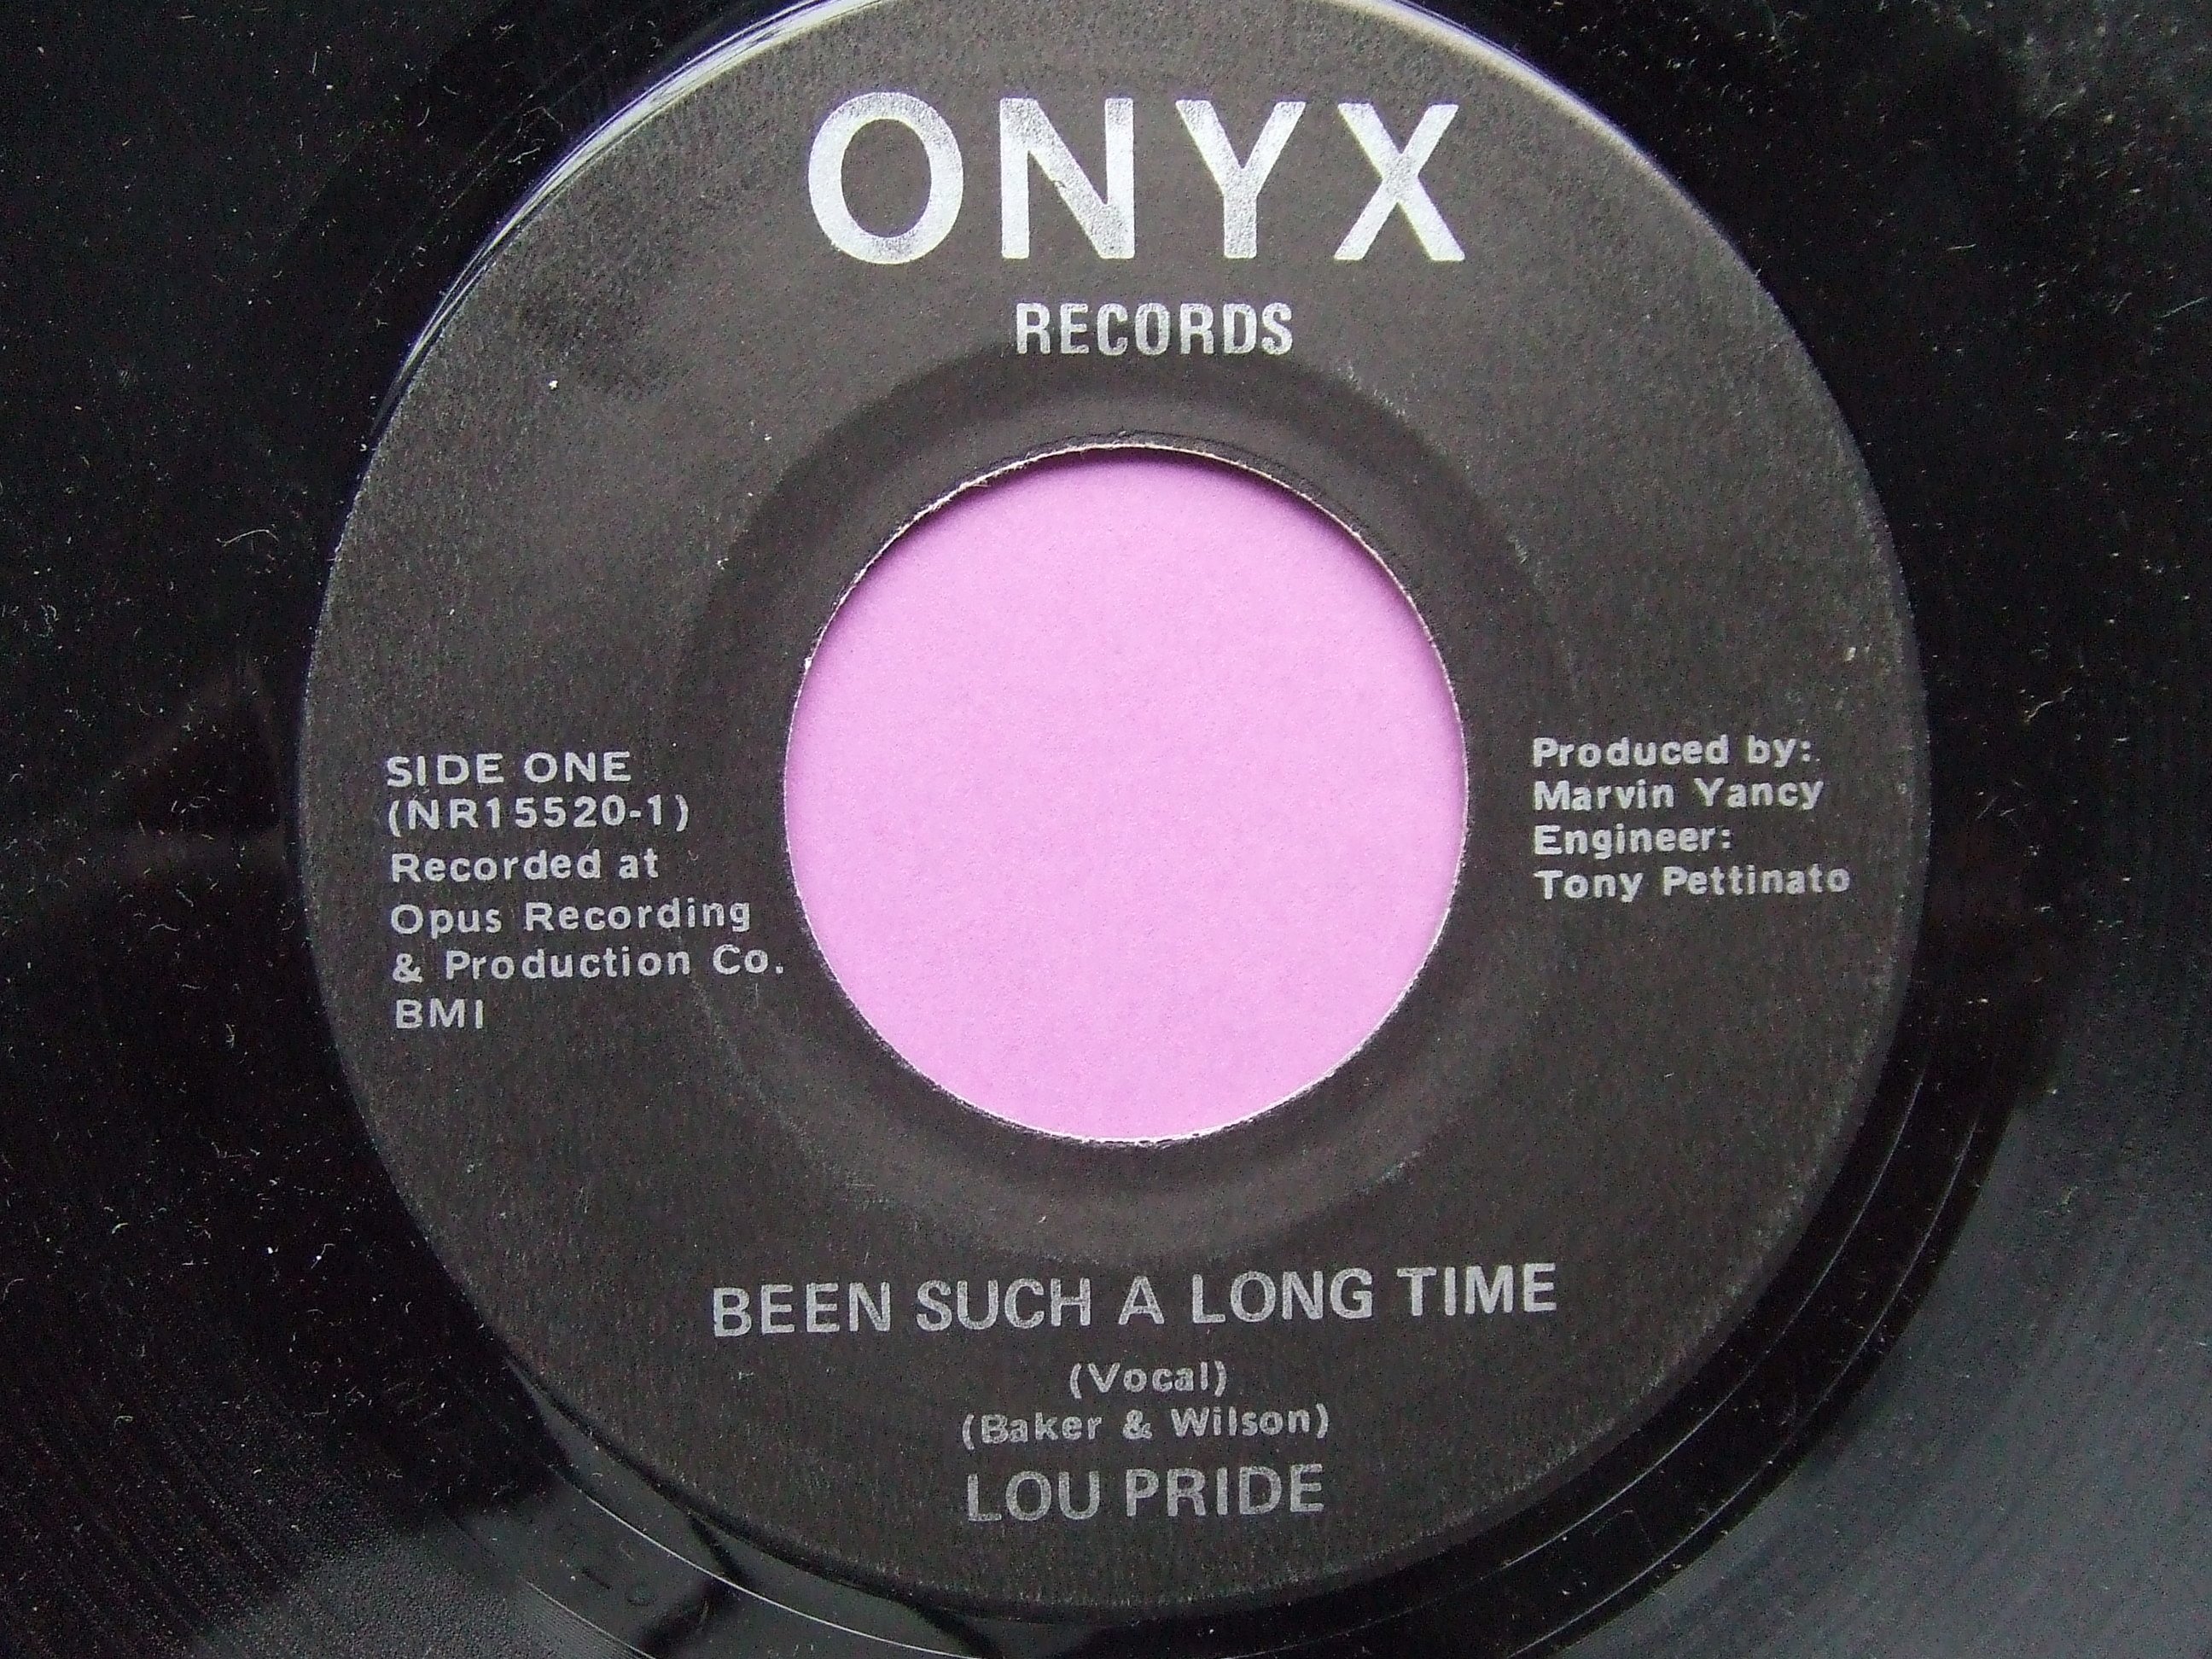 ONYX
RECORDS
SIDE ONE
(NR15520-1)
Recorded at
Opus Recording
& Production Co.
BMI
Produced by:
Marvin Yancy
Engineer:
Tony Pettinato
BEEN SUCH A LONG TIME
(Vocal)
(Baker & Wilson)
LOU PRIDE